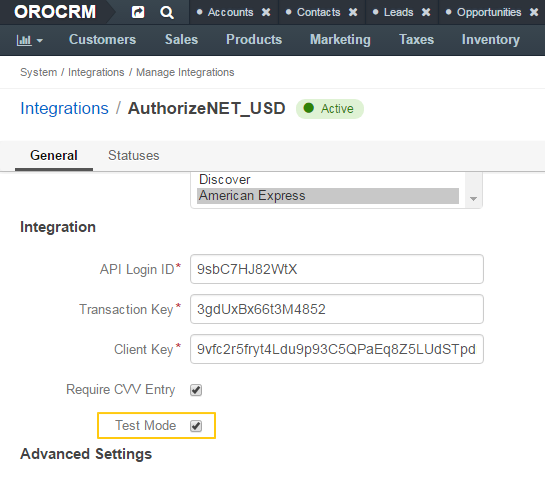 OROCRM
Accounts × Contacts × Leads × Opportunities ×
Customers Sales Products Marketing Taxes Inventory
System / Integrations / Manage Integrations
Integrations / AuthorizeNET_USD Active
General Statuses
Discover
American Express
Integration
API Login ID* 9sbC7HJ82WtX
Transaction Key* 3gdUxBx66t3M4852
Client Key* 9vfc2r5fryt4Ldu9p93C5QPaEq8Z5LUdSTpd
Require CVV Entry
Test Mode
Advanced Settings